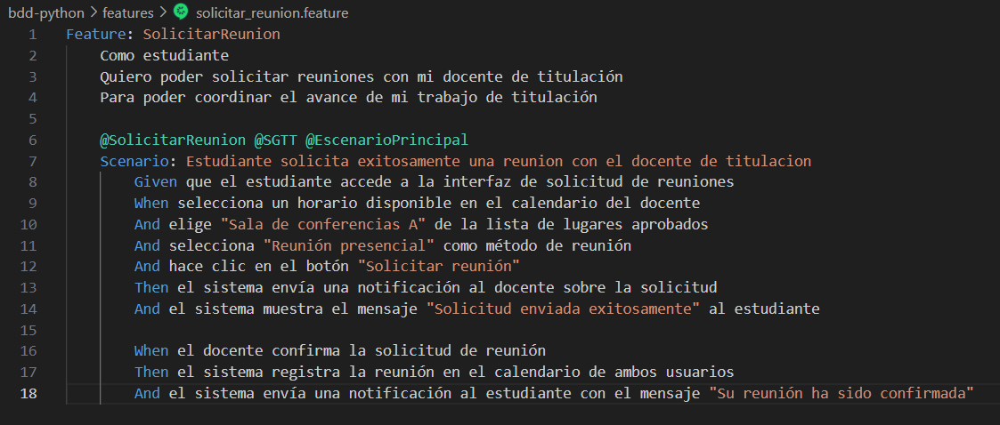 bdd-python > features > solicitar_reunion.feature
1 Feature: SolicitarReunion
2 Como estudiante
3 Quiero poder solicitar reuniones con mi docente de titulación
4 Para poder coordinar el avance de mi trabajo de titulación
5
6 @SolicitarReunion @SGTT @EscenarioPrincipal
7 Scenario: Estudiante solicita exitosamente una reunion con el docente de titulacion
8 Given que el estudiante accede a la interfaz de solicitud de reuniones
9 When selecciona un horario disponible en el calendario del docente
10 And elige "Sala de conferencias A" de la lista de lugares aprobados
11 And selecciona "Reunión presencial" como método de reunión
12 And hace clic en el botón "Solicitar reunión"
13 Then el sistema envía una notificación al docente sobre la solicitud
14 And el sistema muestra el mensaje "Solicitud enviada exitosamente" al estudiante
15
16 When el docente confirma la solicitud de reunión
17 Then el sistema registra la reunión en el calendario de ambos usuarios
18 And el sistema envía una notificación al estudiante con el mensaje "Su reunión ha sido confirmada"